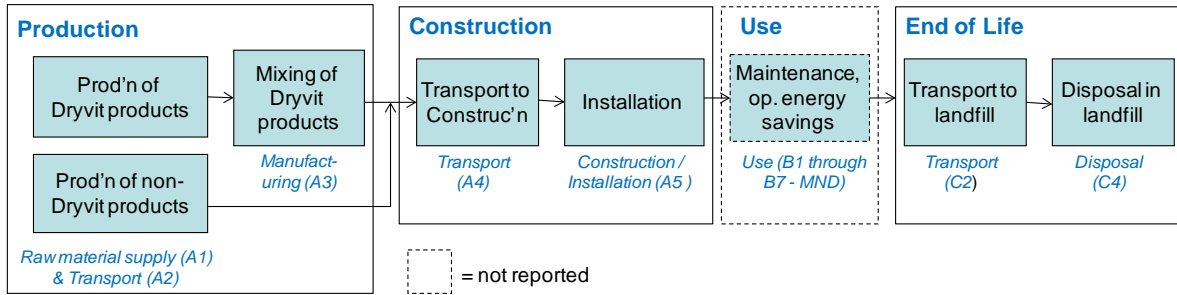 Production
Prod'n of
Dryvit products
Mixing of
Dryvit
products
Manufact-
uring (A3)
Prod'n of non-
Dryvit products
Raw material supply (A1)
& Transport (A2)
Construction
Transport to
Construc'n
Transport
(A4)
Installation
Construction /
Installation (A5 )
Use
Maintenance,
op. energy
savings
Use (B1 through
B7 - MND)
End of Life
Transport to
landfill
Transport
(C2)
Disposal in
landfill
Disposal
(C4)
= not reported